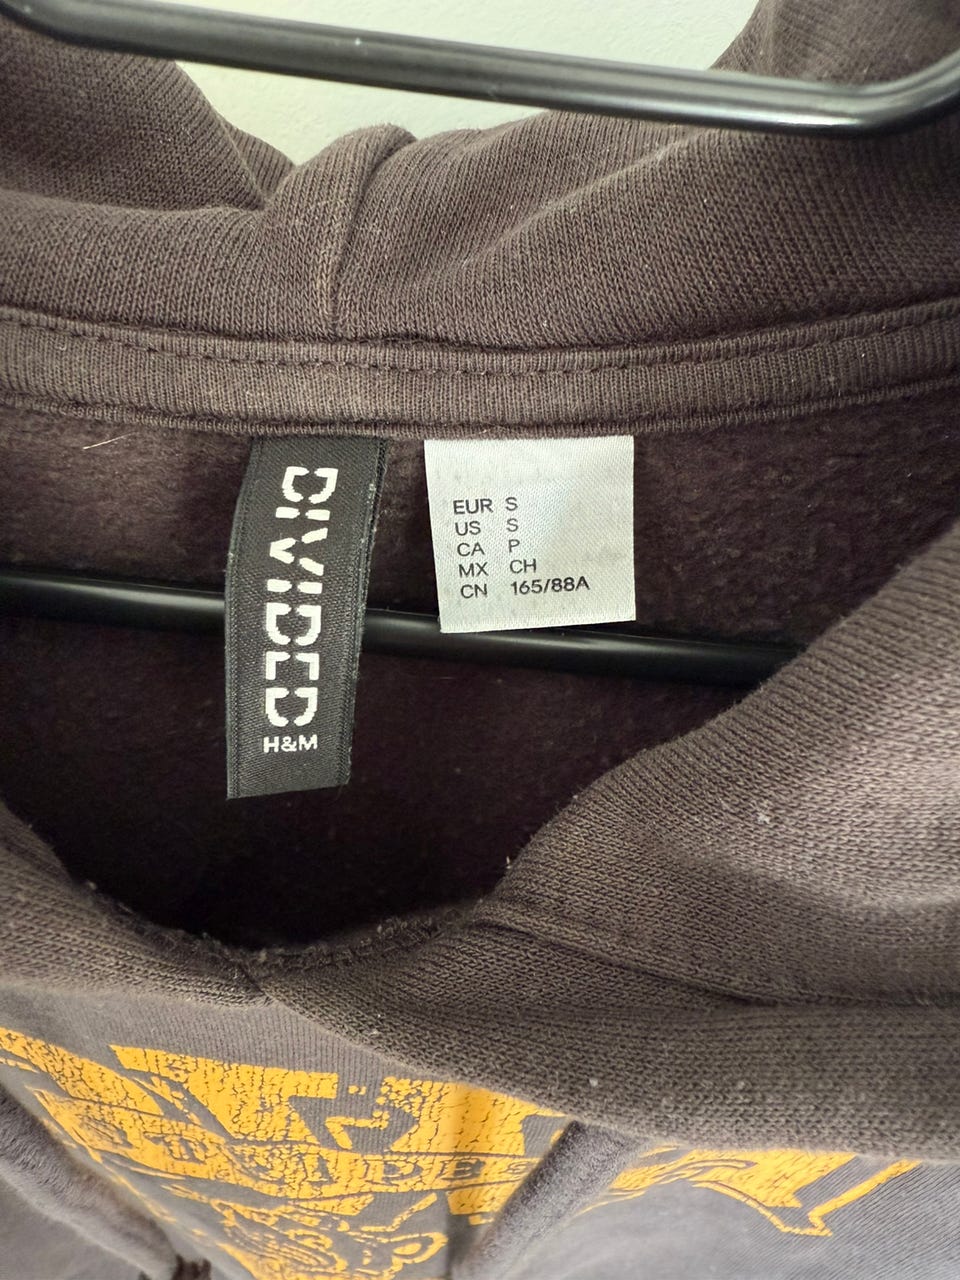 DIVIDED
H&M
EUR S
US S
CA P
MX CH
CN 165/88A